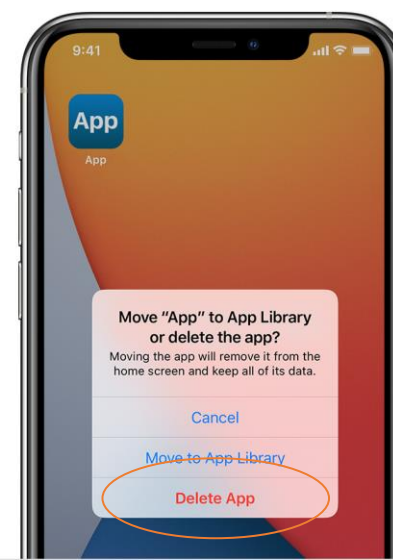 9:41
App
App
Move "App" to App Library
or delete the app?
Moving the app will remove it from the
home screen and keep all of its data.
Cancel
Move to App Library
Delete App